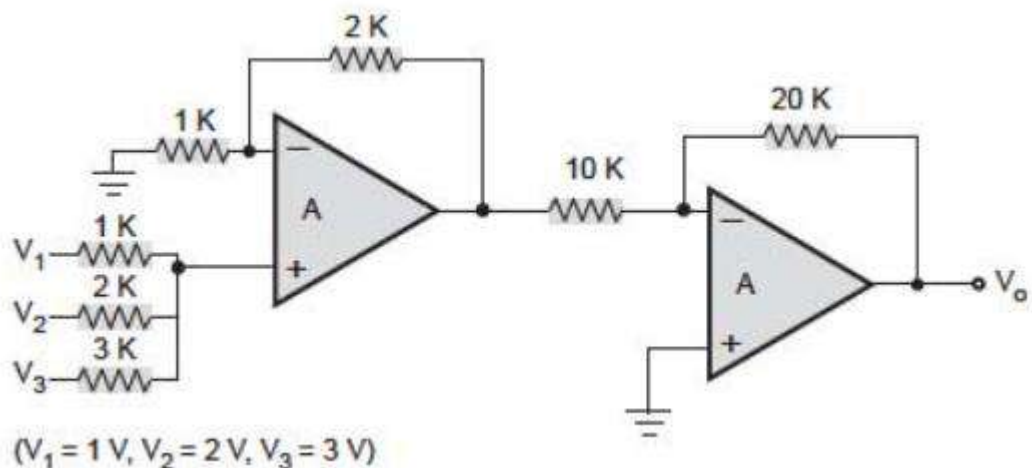 2 K
1 K
20 K
10 K
−
A
+
−
A
+
V₁
1 K
V₂
2 K
V₃
3 K
Vₒ
(V₁ = 1 V, V₂ = 2 V, V₃ = 3 V)